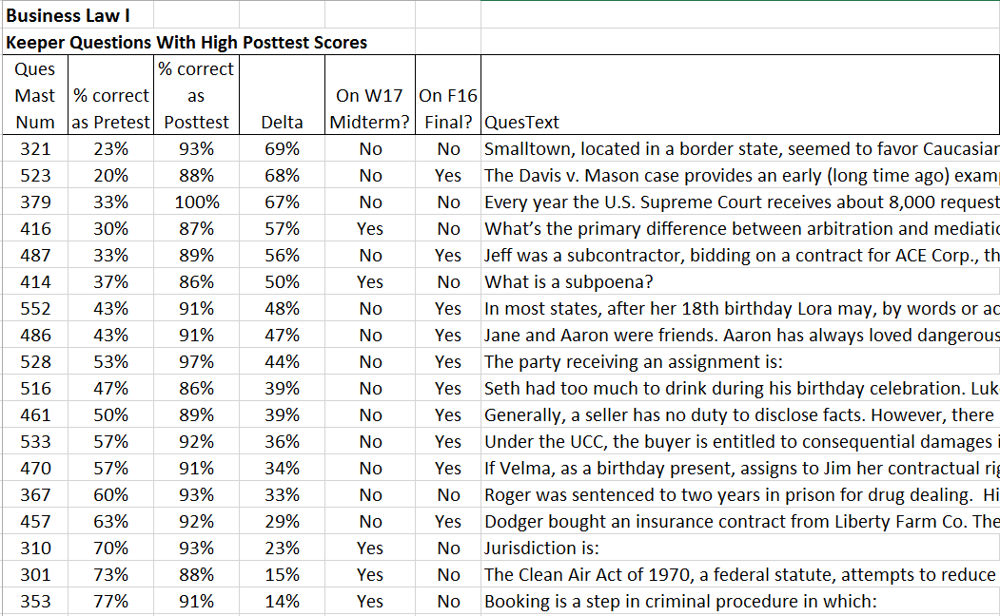 Business Law I
Keeper Questions With High Posttest Scores
Ques % correct
Mast % correct as On W17 On F16
Num as Pretest Posttest Delta Midterm? Final? QuesText
321 23% 93% 69% No No Smalltown, located in a border state, seemed to favor Caucasian
523 20% 88% 68% No Yes The Davis v. Mason case provides an early (long time ago) exam
379 33% 100% 67% No No Every year the U.S. Supreme Court receives about 8,000 request
416 30% 87% 57% Yes No What's the primary difference between arbitration and mediatic
487 33% 89% 56% No Yes Jeff was a subcontractor, bidding on a contract for ACE Corp., th
414 37% 86% 50% Yes No What is a subpoena?
552 43% 91% 48% No Yes In most states, after her 18th birthday Lora may, by words or ac
486 43% 91% 47% No Yes Jane and Aaron were friends. Aaron has always loved dangerous
528 53% 97% 44% No Yes The party receiving an assignment is:
516 47% 86% 39% No Yes Seth had too much to drink during his birthday celebration. Luk
461 50% 89% 39% No Yes Generally, a seller has no duty to disclose facts. However, there
533 57% 92% 36% No Yes Under the UCC, the buyer is entitled to consequential damages i
470 57% 91% 34% No Yes If Velma, as a birthday present, assigns to Jim her contractual rig
367 60% 93% 33% No No Roger was sentenced to two years in prison for drug dealing. Hi
457 63% 92% 29% No Yes Dodger bought an insurance contract from Liberty Farm Co. The
310 70% 93% 23% Yes No Jurisdiction is:
301 73% 88% 15% Yes No The Clean Air Act of 1970, a federal statute, attempts to reduce
353 77% 91% 14% Yes No Booking is a step in criminal procedure in which: